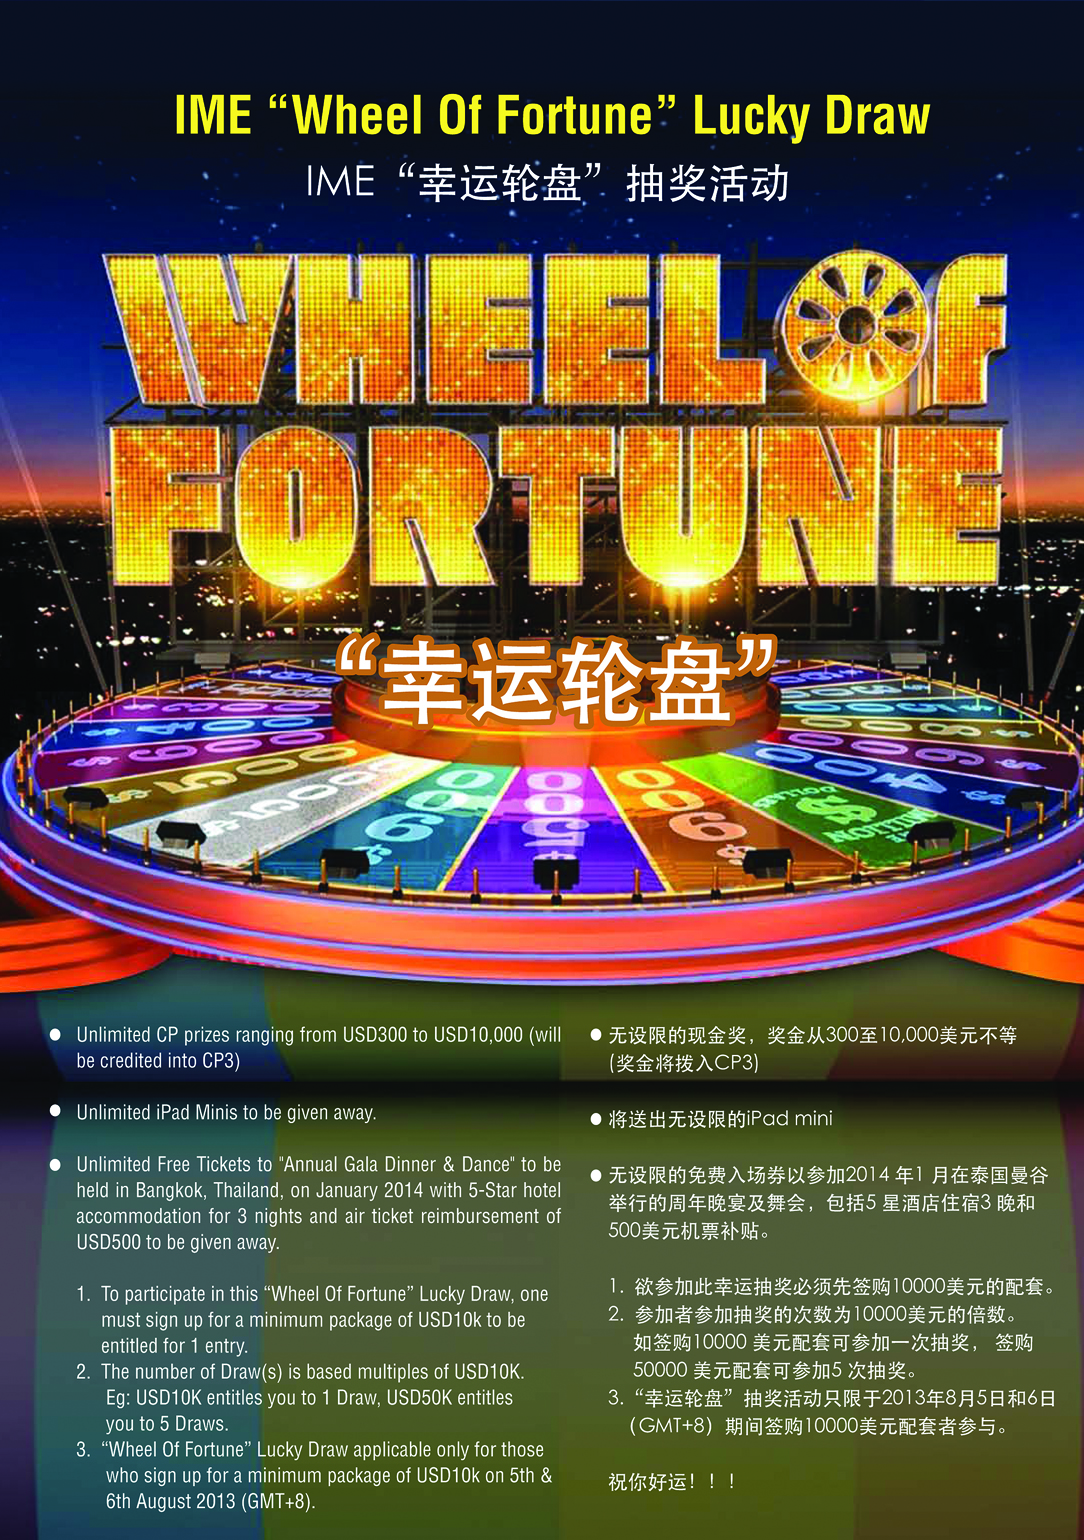 IME “Wheel Of Fortune” Lucky Draw
IME “幸运轮盘” 抽奖活动
WHEEL OF
FORTUNE
“幸运轮盘”
● Unlimited CP prizes ranging from USD300 to USD10,000 (will
be credited into CP3)
● Unlimited iPad Minis to be given away.
● Unlimited Free Tickets to "Annual Gala Dinner & Dance" to be
held in Bangkok, Thailand, on January 2014 with 5-Star hotel
accommodation for 3 nights and air ticket reimbursement of
USD500 to be given away.
1. To participate in this “Wheel Of Fortune” Lucky Draw, one
must sign up for a minimum package of USD10k to be
entitled for 1 entry.
2. The number of Draw(s) is based multiples of USD10K.
Eg: USD10K entitles you to 1 Draw, USD50K entitles
you to 5 Draws.
3. “Wheel Of Fortune” Lucky Draw applicable only for those
who sign up for a minimum package of USD10k on 5th &
6th August 2013 (GMT+8).
● 无设限的现金奖，奖金从300至10,000美元不等
(奖金将拨入CP3)
● 将送出无设限的iPad mini
● 无设限的免费入场券以参加2014 年1 月在泰国曼谷
举行的周年晚宴及舞会，包括5 星酒店住宿3 晚和
500美元机票补贴。
1. 欲参加此幸运抽奖必须先签购10000美元的配套。
2. 参加者参加抽奖的次数为10000美元的倍数。
如签购10000 美元配套可参加一次抽奖， 签购
50000 美元配套可参加5 次抽奖。
3. “幸运轮盘” 抽奖活动只限于2013年8月5日和6日
（GMT+8）期间签购10000美元配套者参与。
祝你好运！！！